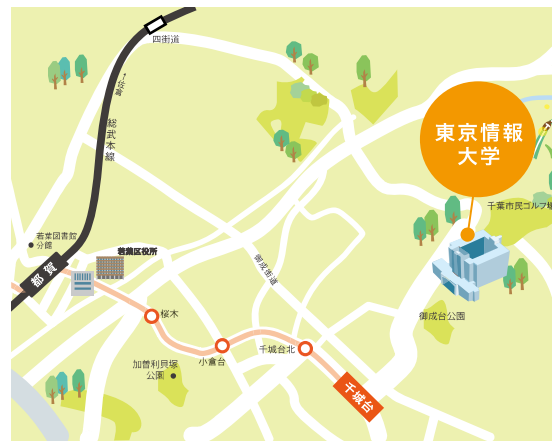 四街道
→佐倉
総武本線
東京情報
大学
千葉市民ゴルフ場
若葉図書館
分館
若葉区役所
都賀
御成街道
桜木
小倉台
千城台北
千城台
加曽利貝塚
公園
御成台公園